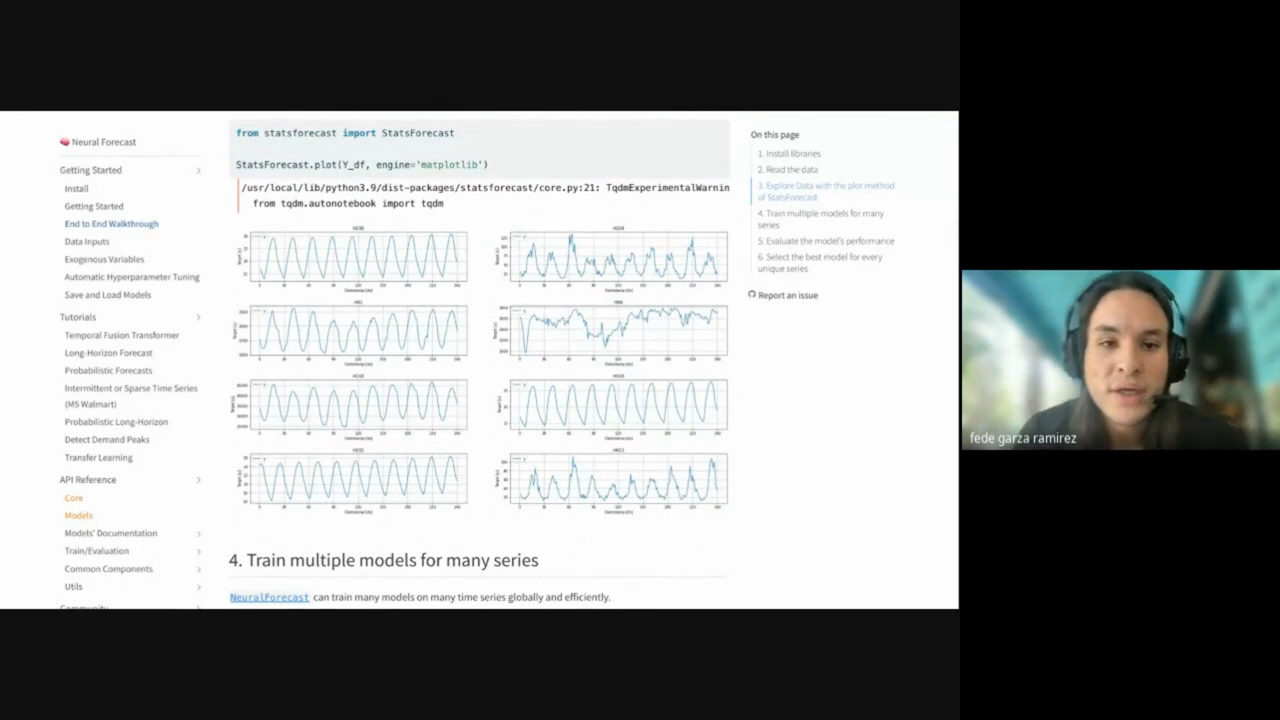 Neural Forecast
Getting Started
Install
Getting Started
End to End Walkthrough
Data Inputs
Exogenous Variables
Automatic Hyperparameter Tuning
Save and Load Models
Tutorials
Temporal Fusion Transformer
Long-Horizon Forecast
Probabilistic Forecasts
Intermittent or Sparse Time Series
(M5 Walmart)
Probabilistic Long-Horizon
Detect Demand Peaks
Transfer Learning
API Reference
Core
Models
Models' Documentation
Train/Evaluation
Common Components
Utils
from statsforecast import StatsForecast
StatsForecast.plot(Y_df, engine='matplotlib')
/usr/local/lib/python3.9/dist-packages/statsforecast/core.py:21: TqdmExperimentalWarnin
from tqdm.autonotebook import tqdm
4. Train multiple models for many series
NeuralForecast can train many models on many time series globally and efficiently.
On this page
1. Install libraries
2. Read the data
3. Explore Data with the plot method
of StatsForecast
4. Train multiple models for many
series
5. Evaluate the model's performance
6. Select the best model for every
unique series
Report an issue
fede garza ramirez